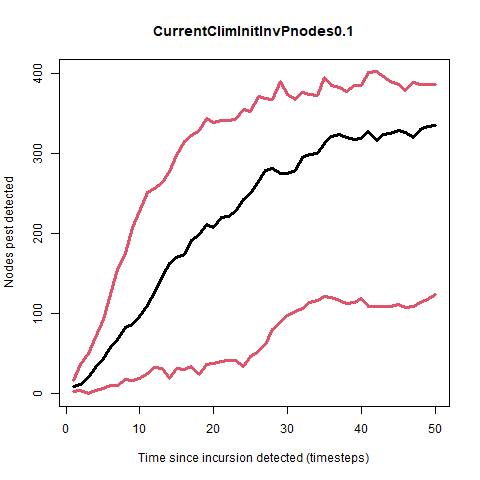 CurrentClimInitInvPnodes0.1
Nodes pest detected
400
300
200
100
0
0 10 20 30 40 50
Time since incursion detected (timesteps)